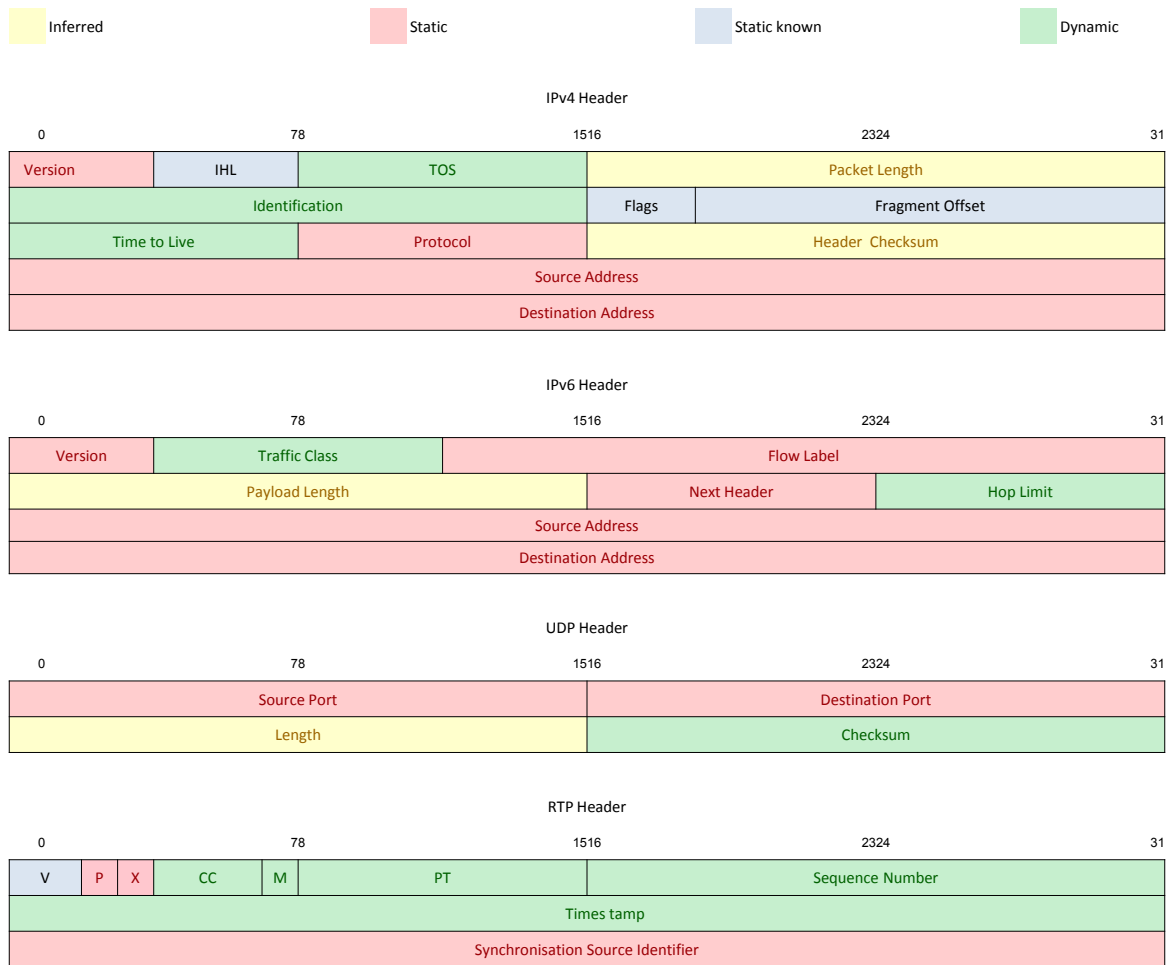 Inferred Static Static known Dynamic
IPv4 Header
0 78 1516 2324 31
Version IHL TOS Packet Length
Identification Flags Fragment Offset
Time to Live Protocol Header Checksum
Source Address
Destination Address
IPv6 Header
0 78 1516 2324 31
Version Traffic Class Flow Label
Payload Length Next Header Hop Limit
Source Address
Destination Address
UDP Header
0 78 1516 2324 31
Source Port Destination Port
Length Checksum
RTP Header
0 78 1516 2324 31
V P X CC M PT Sequence Number
Times tamp
Synchronisation Source Identifier